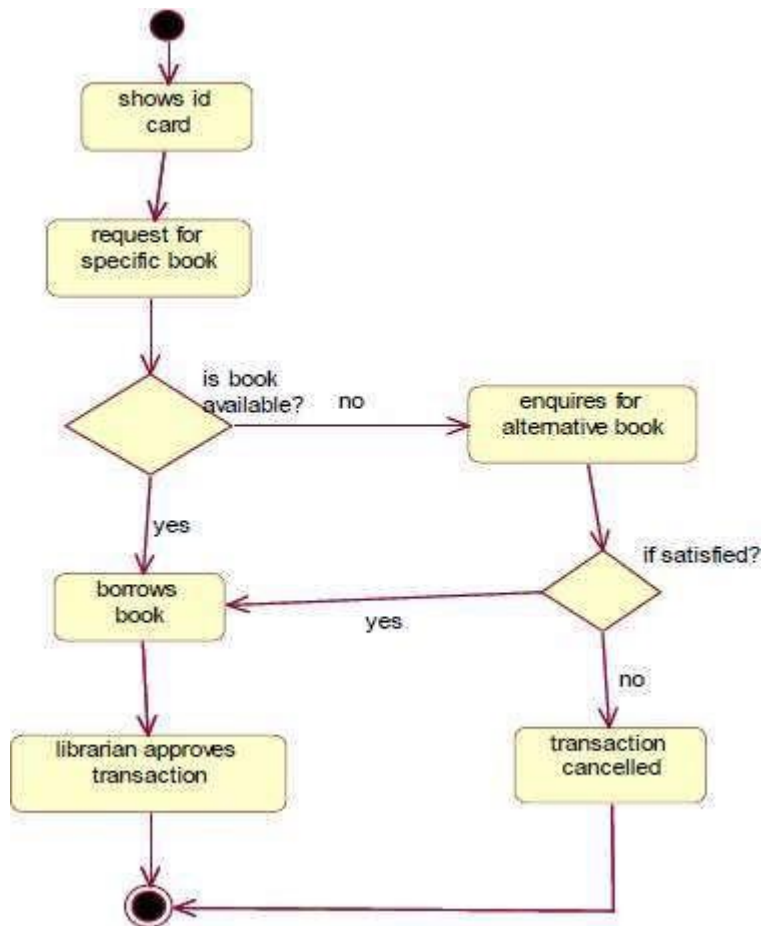 shows id
card
request for
specific book
is book
available?
no
enquires for
alternative book
yes
if satisfied?
borrows
book
yes
no
librarian approves
transaction
transaction
cancelled